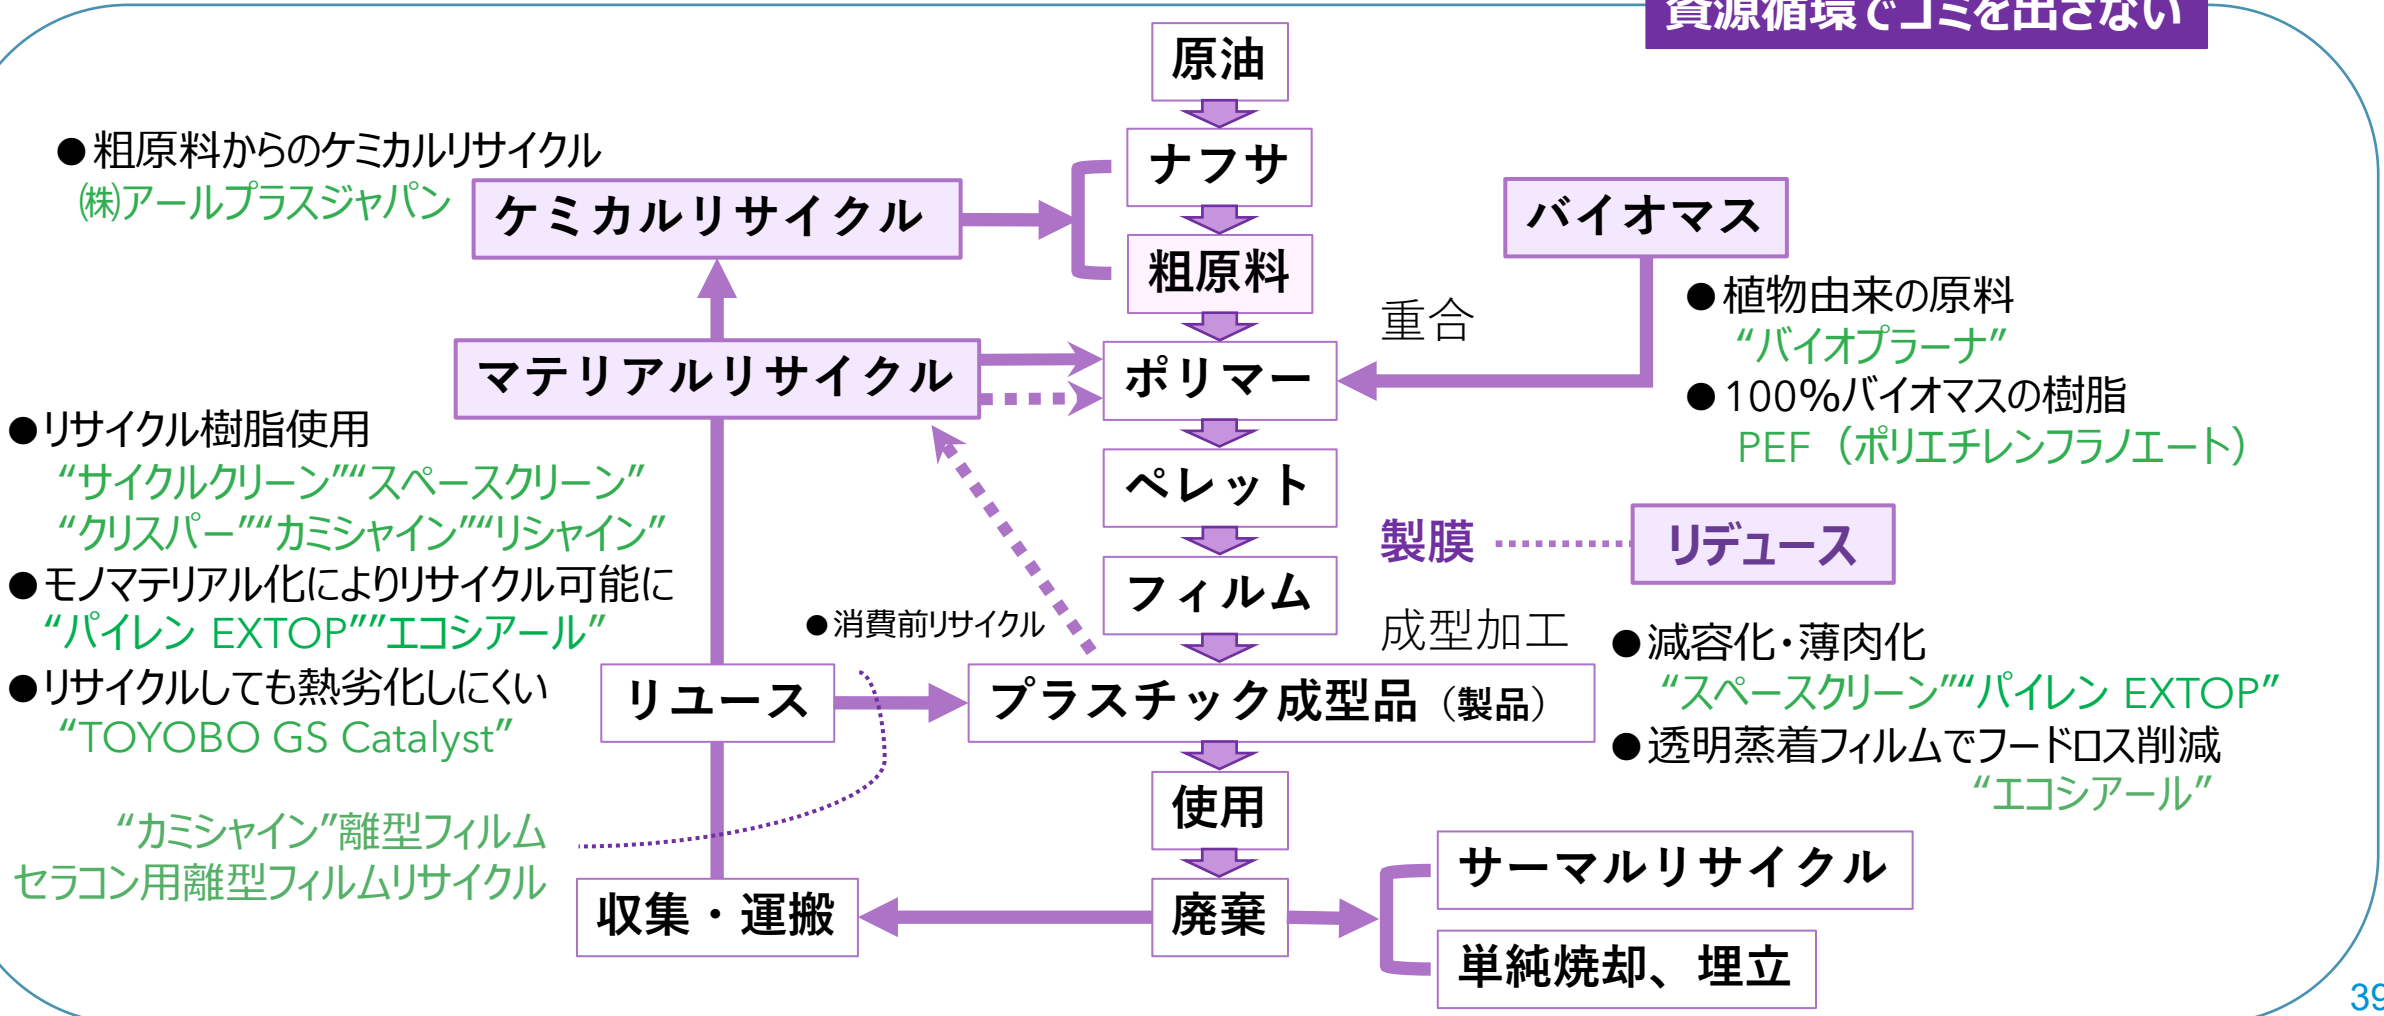 資源循環でゴミを出さない
原油
ナフサ
粗原料
ポリマー
ペレット
フィルム
プラスチック成型品（製品）
使用
廃棄
●粗原料からのケミカルリサイクル
㈱アールプラスジャパン
ケミカルリサイクル
マテリアルリサイクル
●リサイクル樹脂使用
“サイクルクリーン”“スペースクリーン”
“クリスパー”“カミシャイン”“リシャイン”
●モノマテリアル化によりリサイクル可能に
“パイレン EXTOP”“エコシアール”
●リサイクルしても熱劣化しにくい
“TOYOBO GS Catalyst”
“カミシャイン”離型フィルム
セラコン用離型フィルムリサイクル
●消費前リサイクル
リユース
収集・運搬
バイオマス
重合
●植物由来の原料
“バイオプラーナ”
●100%バイオマスの樹脂
PEF（ポリエチレンフラノエート）
製膜
リデュース
成型加工
●減容化・薄肉化
“スペースクリーン”“パイレン EXTOP”
●透明蒸着フィルムでフードロス削減
“エコシアール”
サーマルリサイクル
単純焼却、埋立
39